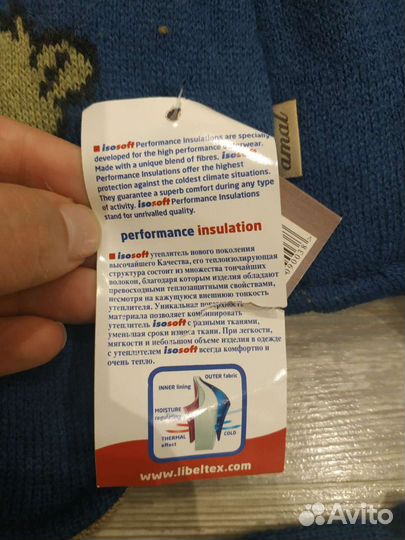 isosoft Performance Insulations are specially
developed for the high performance outerwear.
Made with a unique blend of fibres, isosoft
Performance Insulations offer the highest
protection against the coldest climate situations.
They guarantee a superb comfort during any type
of activity. isosoft Performance Insulations
stand for unrivalled quality.
performance insulation
isosoft утеплитель нового поколения
высочайшего Качества, его теплоизолирующая
структура состоит из множества тончайших
волокон, благодаря которым изделия обладают
превосходными теплозащитными свойствами,
несмотря на кажущуюся внешнюю тонкость
утеплителя. Уникальная поверхность
материала позволяет комбинировать
утеплитель isosoft с разными тканями,
уменьшая сроки износа ткани. При легкости,
мягкости и небольшом объеме изделия в одежде
с утеплителем isosoft всегда комфортно и
очень тепло.
OUTER fabric
INNER lining
MOISTURE
regulating
THERMAL
effect
COLD
www.libeltex.com
amal
Avito